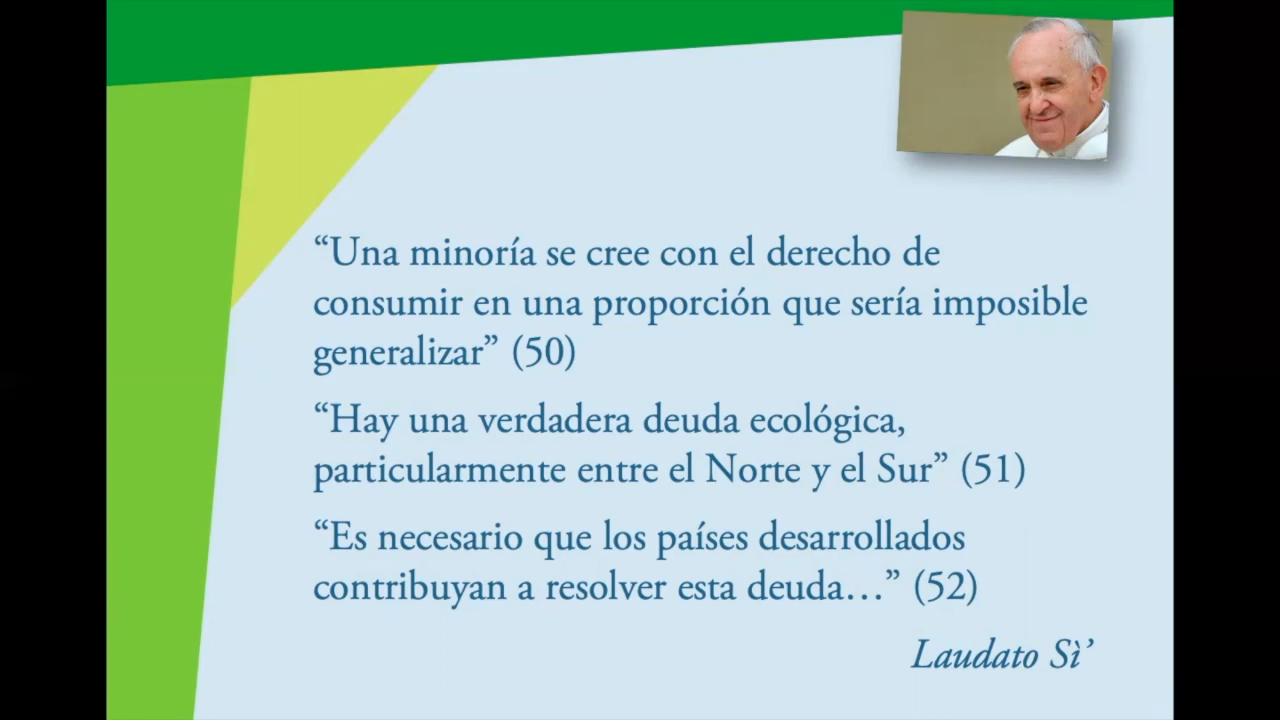 “Una minoría se cree con el derecho de
consumir en una proporción que sería imposible
generalizar” (50)
“Hay una verdadera deuda ecológica,
particularmente entre el Norte y el Sur” (51)
“Es necesario que los países desarrollados
contribuyan a resolver esta deuda…” (52)
Laudato Sì’